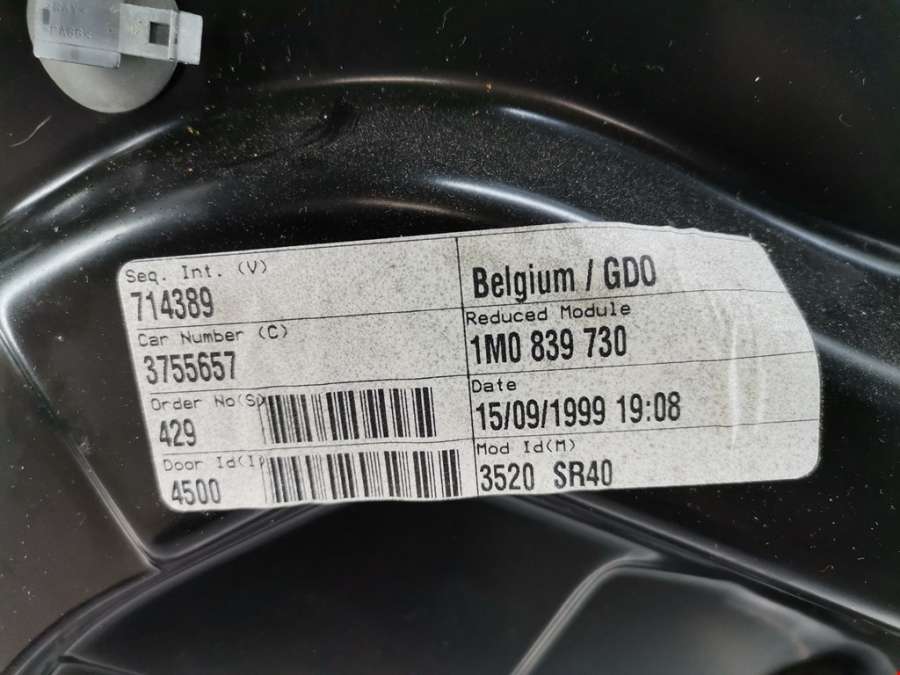 Seq. Int. (V)
714389
Car Number (C)
3755657
Order No(S)
429
Door Id(I)
4500
Belgium / GDO
Reduced Module
1M0 839 730
Date
15/09/1999 19:08
Mod Id(M)
3520 SR40